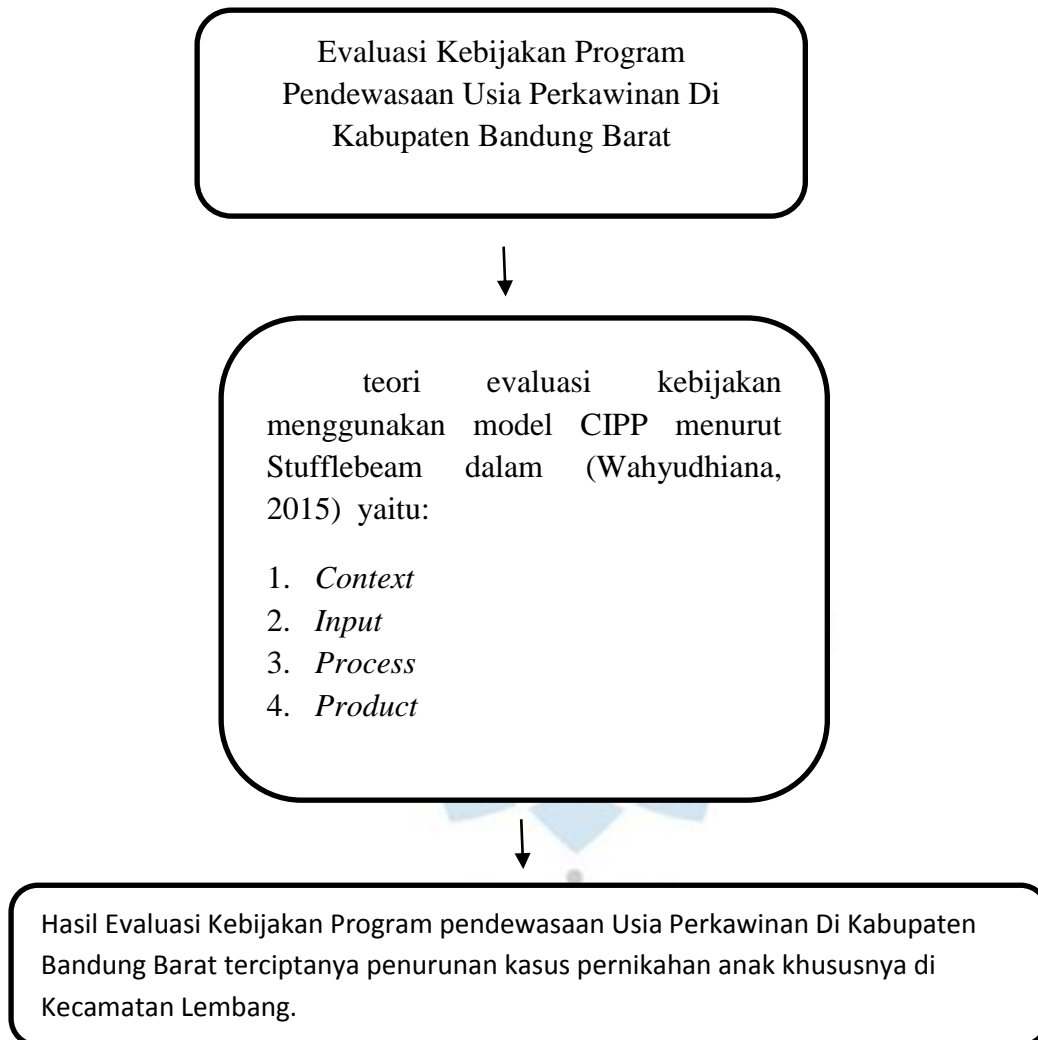 Evaluasi Kebijakan Program
Pendewasaan Usia Perkawinan Di
Kabupaten Bandung Barat
teori evaluasi kebijakan
menggunakan model CIPP menurut
Stufflebeam dalam (Wahyudhiana,
2015) yaitu:
1. Context
2. Input
3. Process
4. Product
Hasil Evaluasi Kebijakan Program pendewasaan Usia Perkawinan Di Kabupaten
Bandung Barat terciptanya penurunan kasus pernikahan anak khususnya di
Kecamatan Lembang.